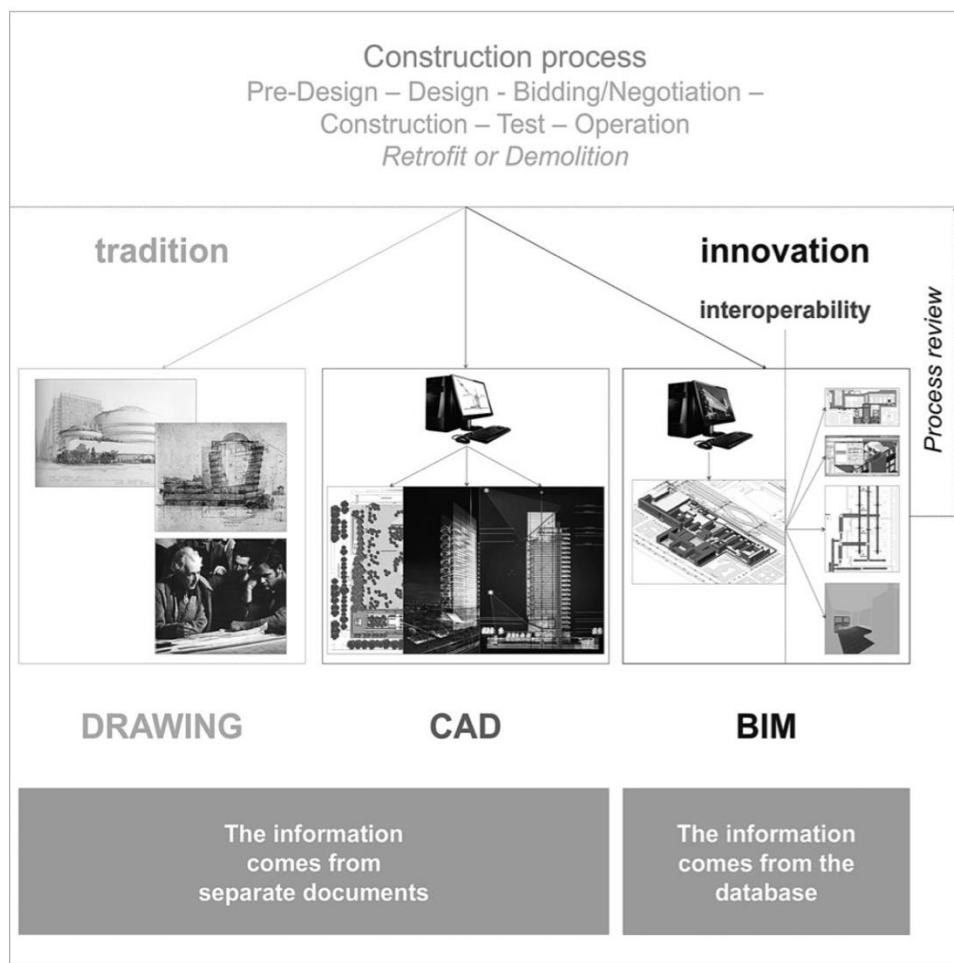 Construction process
Pre-Design – Design - Bidding/Negotiation –
Construction – Test – Operation
Retrofit or Demolition
tradition
innovation
interoperability
Process review
DRAWING
CAD
BIM
The information
comes from
separate documents
The information
comes from the
database